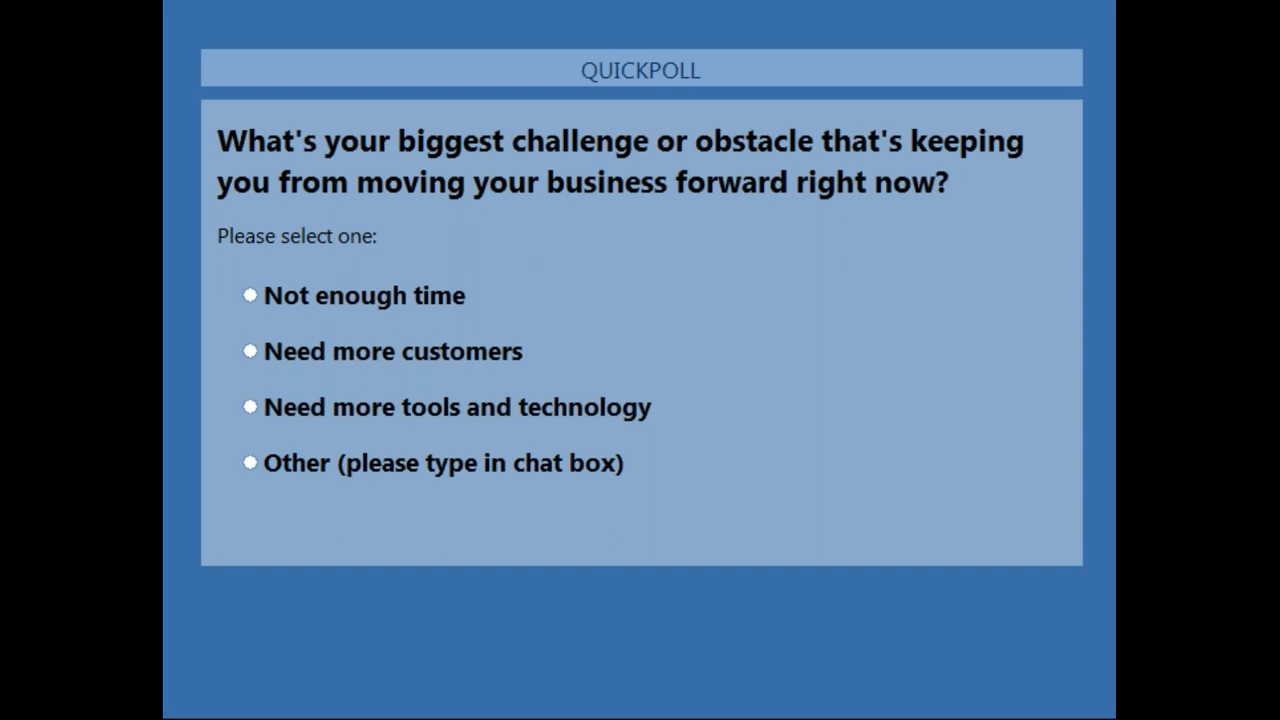 QUICKPOLL
What's your biggest challenge or obstacle that's keeping
you from moving your business forward right now?
Please select one:
Not enough time
Need more customers
Need more tools and technology
Other (please type in chat box)